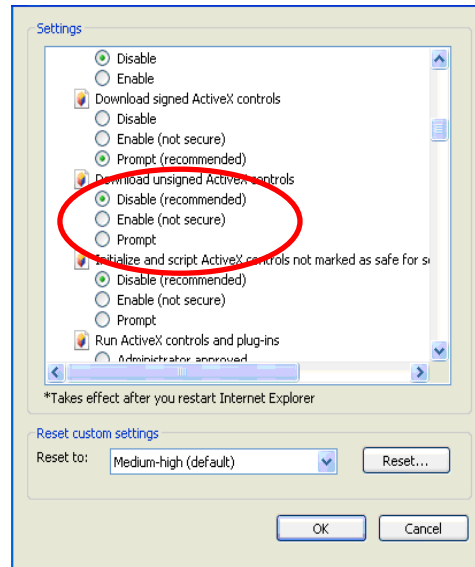 Settings
Disable
Enable
Download signed ActiveX controls
Disable
Enable (not secure)
Prompt (recommended)
Download unsigned ActiveX controls
Disable (recommended)
Enable (not secure)
Prompt
Initialize and script ActiveX controls not marked as safe for
Disable (recommended)
Enable (not secure)
Prompt
Run ActiveX controls and plug-ins
Administrator approved
*Takes effect after you restart Internet Explorer
Reset custom settings
Reset to:
Medium-high (default)
Reset...
OK
Cancel